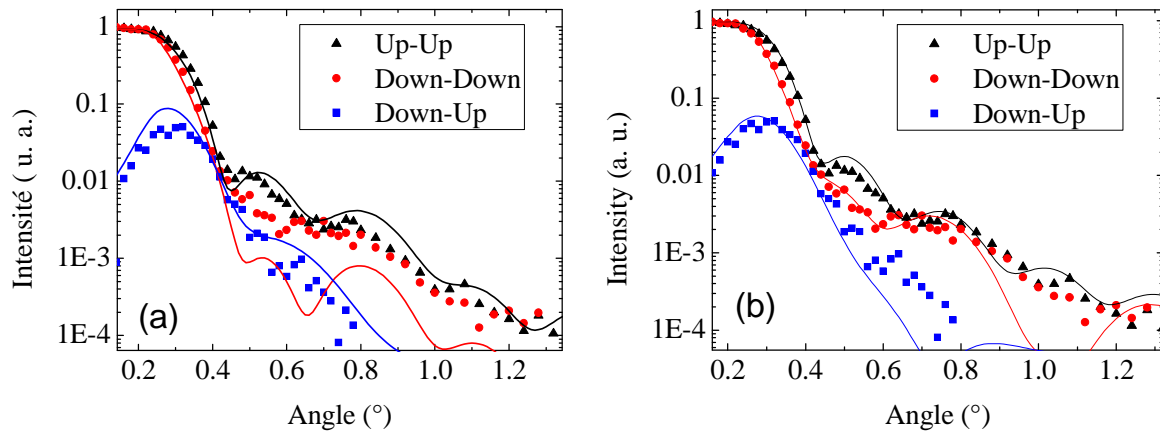 1
0.1
0.01
1E-3
1E-4
Intensité ( u. a.)
Up-Up
Down-Down
Down-Up
(a)
0.2 0.4 0.6 0.8 1.0 1.2
Angle (°)
1
0.1
0.01
1E-3
1E-4
Intensity (a. u.)
Up-Up
Down-Down
Down-Up
(b)
0.2 0.4 0.6 0.8 1.0 1.2
Angle (°)